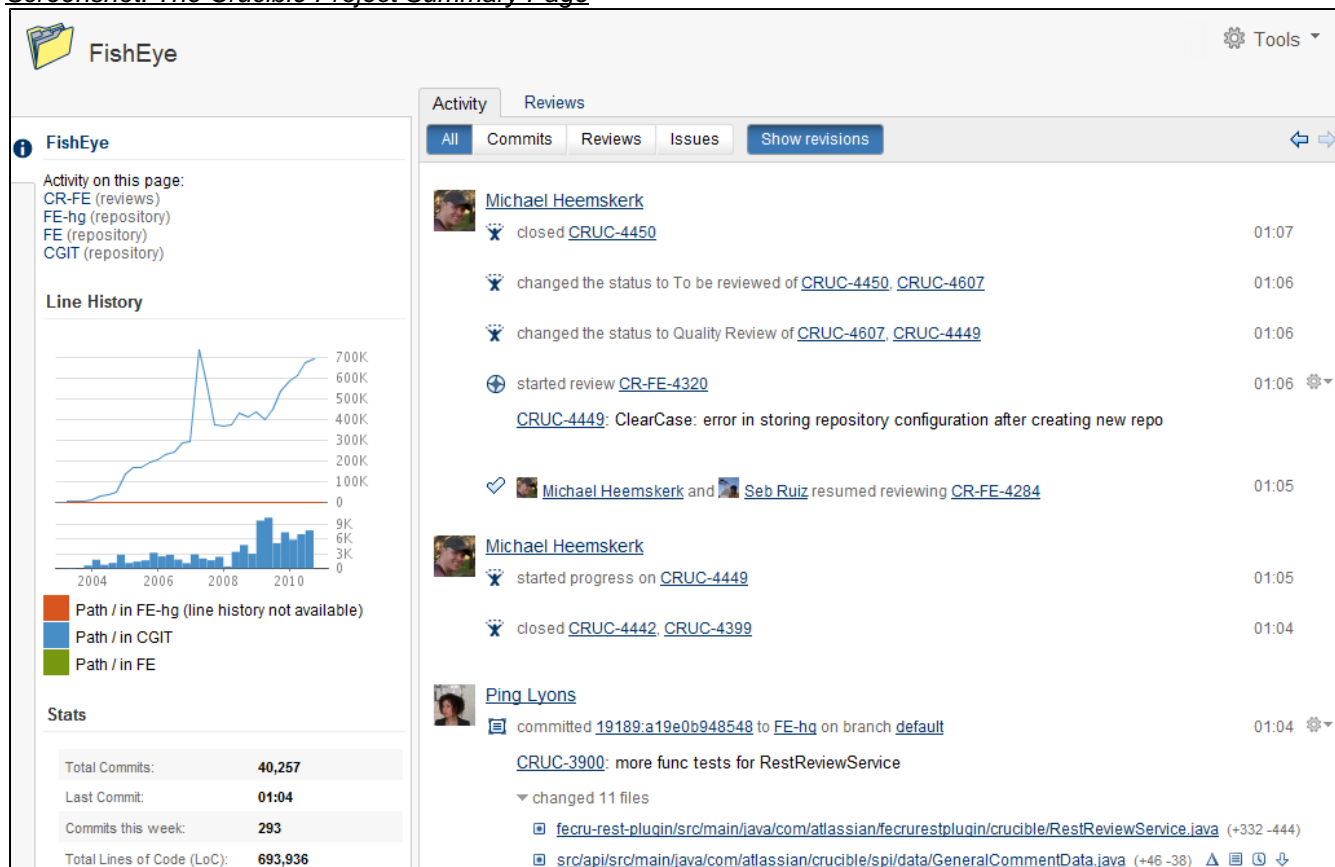 Screenshot: The Crucible Project Summary Page
FishEye
Tools
Activity
Reviews
All
Commits
Reviews
Issues
Show revisions
FishEye
Activity on this page:
CR-FE (reviews)
FE-hg (repository)
FE (repository)
CGIT (repository)
Line History
700K
600K
500K
400K
300K
200K
100K
0
9K
6K
3K
0
2004 2006 2008 2010
Path / in FE-hg (line history not available)
Path / in CGIT
Path / in FE
Stats
Total Commits: 40,257
Last Commit: 01:04
Commits this week: 293
Total Lines of Code (LoC): 693,936
Michael Heemskerk
closed CRUC-4450 01:07
changed the status to To be reviewed of CRUC-4450, CRUC-4607 01:06
changed the status to Quality Review of CRUC-4607, CRUC-4449 01:06
started review CR-FE-4320 01:06
CRUC-4449: ClearCase: error in storing repository configuration after creating new repo
Michael Heemskerk and Seb Ruiz resumed reviewing CR-FE-4284 01:05
Michael Heemskerk
started progress on CRUC-4449 01:05
closed CRUC-4442, CRUC-4399 01:04
Ping Lyons
committed 19189:a19e0b948548 to FE-hg on branch default 01:04
CRUC-3900: more func tests for RestReviewService
changed 11 files
fecru-rest-plugin/src/main/java/com/atlassian/fecrurestplugin/crucible/RestReviewService.java (+332 -444)
src/api/src/main/java/com/atlassian/crucible/spi/data/GeneralCommentData.java (+46 -38)